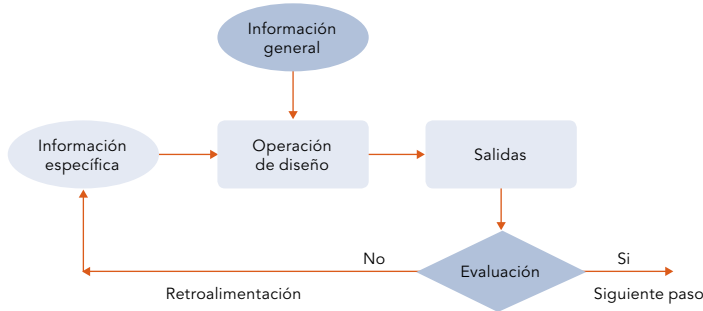 Información
general
Información
específica
Operación
de diseño
Salidas
Evaluación
No
Si
Retroalimentación
Siguiente paso